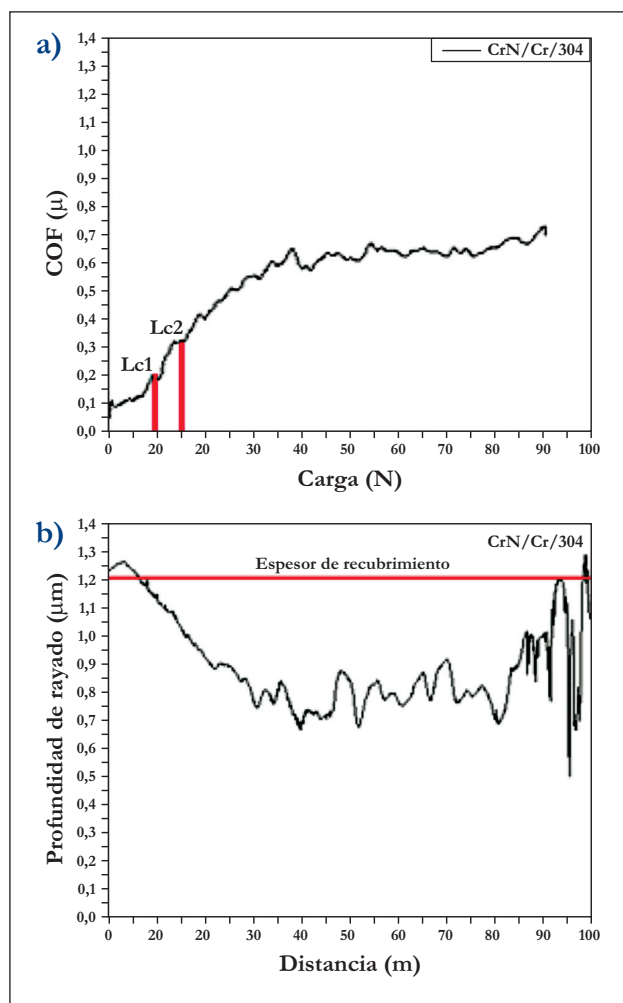 a)
CrN/Cr/304
1,4
1,3
1,2
1,1
1,0
0,9
0,8
0,7
0,6
0,5
0,4
0,3
0,2
0,1
0,0
COF (μ)
Lc2
Lc1
0 20 20 30 40 50 60 70 80 90 100
Carga (N)
b)
CrN/Cr/304
Espesor de recubrimiento
1,4
1,3
1,2
1,1
1,0
0,9
0,8
0,7
0,6
0,5
0,4
0,3
0,2
0,1
0,0
Profundidad de rayado (μm)
0 20 20 30 40 50 60 70 80 90 100
Distancia (m)